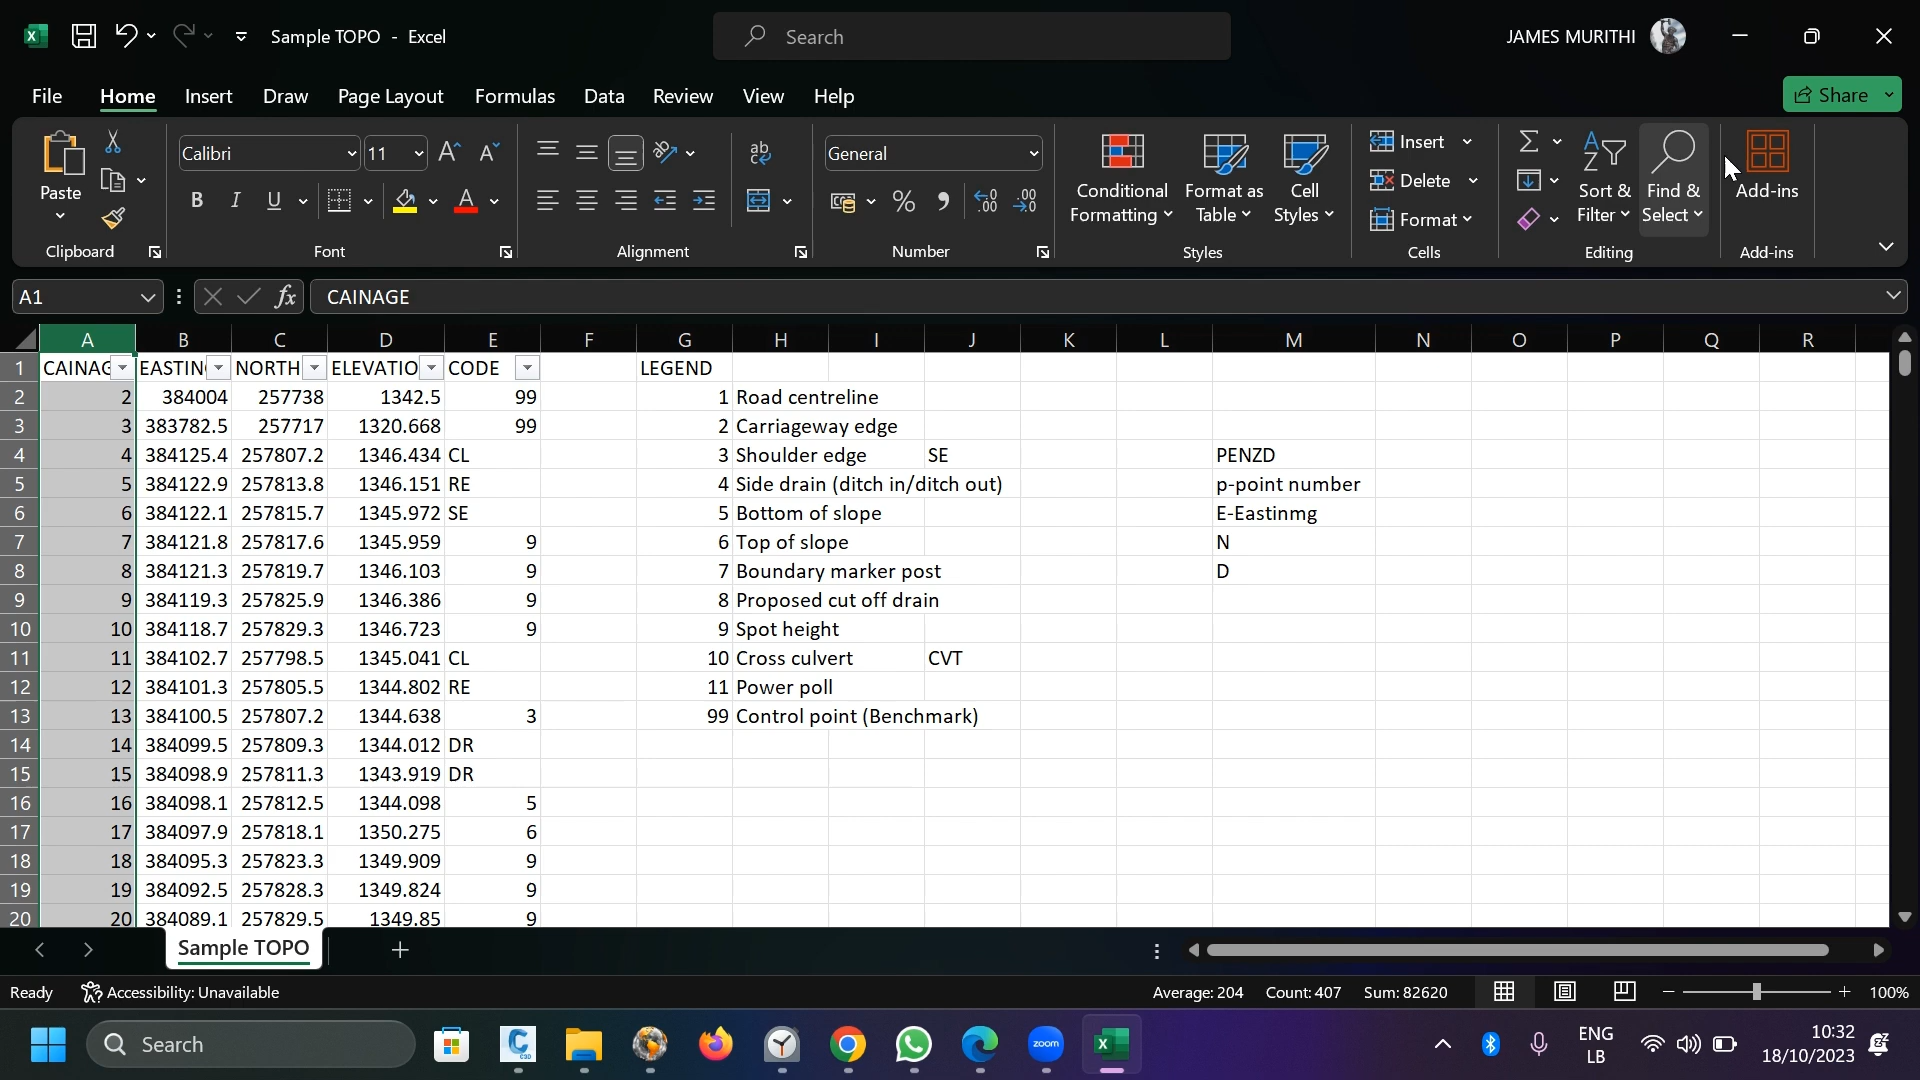 Sample TOPO - Excel
Search
JAMES MURITHI
File Home Insert Draw Page Layout Formulas Data Review View Help
Share
Paste
Clipboard
Calibri 11
B I U
Font
Alignment
General
Number
Conditional Formatting
Format as Table
Cell Styles
Styles
Insert
Delete
Format
Cells
Sort & Filter
Find & Select
Editing
Add-ins
Add-ins
A1 fx CAINAGE
A B C D E F G H I J K L M N O P Q R
1 CAINAG EASTIN NORTH ELEVATIO CODE LEGEND
2 2 384004 257738 1342.5 99 1 Road centreline
3 3 383782.5 257717 1320.668 99 2 Carriageway edge
4 4 384125.4 257807.2 1346.434 CL 3 Shoulder edge SE PENZD
5 5 384122.9 257813.8 1346.151 RE 4 Side drain (ditch in/ditch out) p-point number
6 6 384122.1 257815.7 1345.972 SE 5 Bottom of slope E-Eastinmg
7 7 384121.8 257817.6 1345.959 9 6 Top of slope N
8 8 384121.3 257819.7 1346.103 9 7 Boundary marker post D
9 9 384119.3 257825.9 1346.386 9 8 Proposed cut off drain
10 10 384118.7 257829.3 1346.723 9 9 Spot height
11 11 384102.7 257798.5 1345.041 CL 10 Cross culvert CVT
12 12 384101.3 257805.5 1344.802 RE 11 Power poll
13 13 384100.5 257807.2 1344.638 3 99 Control point (Benchmark)
14 14 384099.5 257809.3 1344.012 DR
15 15 384098.9 257811.3 1343.919 DR
16 16 384098.1 257812.5 1344.098 5
17 17 384097.9 257818.1 1350.275 6
18 18 384095.3 257823.3 1349.909 9
19 19 384092.5 257828.3 1349.824 9
20 20 384089.1 257829.5 1349.85 9
Sample TOPO
Ready Accessibility: Unavailable Average: 204 Count: 407 Sum: 82620 100%
Search
zoom
ENG
LB
10:32
18/10/2023